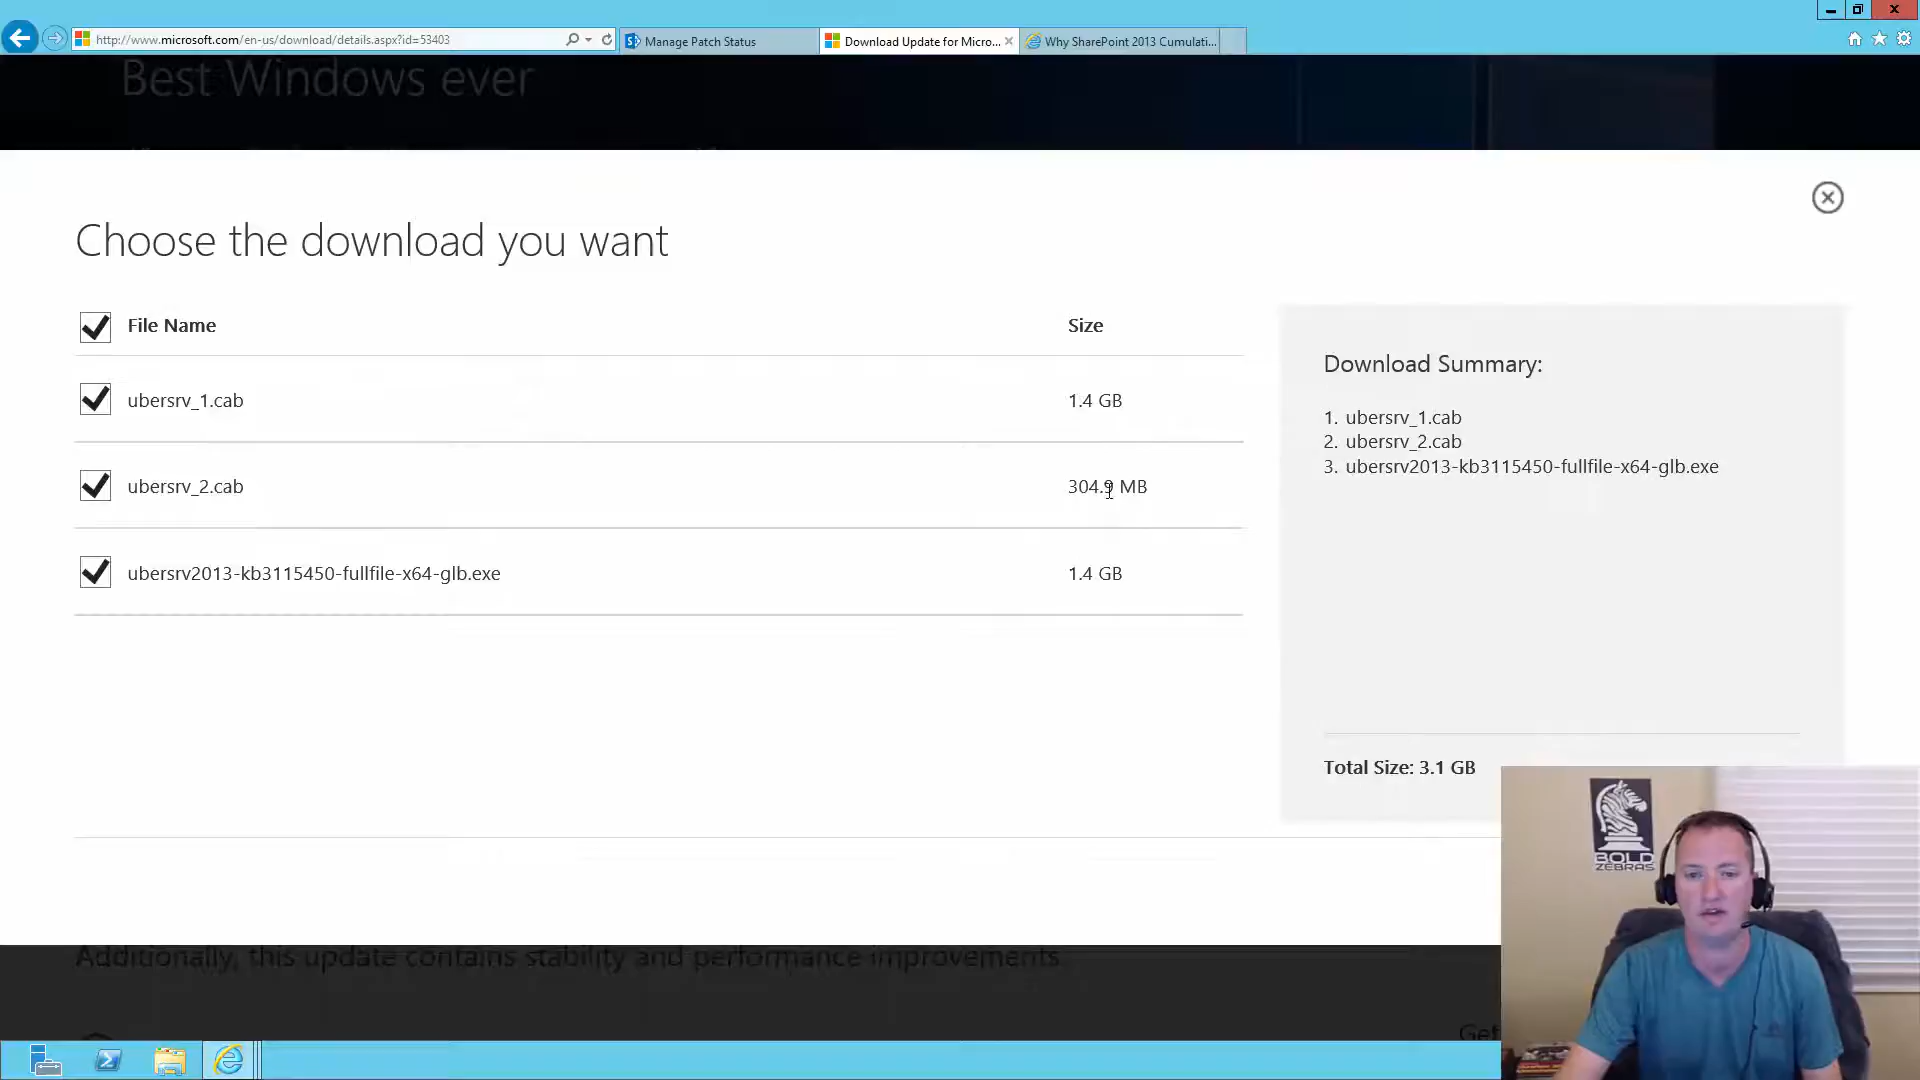 http://www.microsoft.com/en-us/download/details.aspx?id=53403
Manage Patch Status
Download Update for Micro...
Why SharePoint 2013 Cumulati...
Best Windows ever
Choose the download you want
File Name
Size
ubersrv_1.cab
1.4 GB
ubersrv_2.cab
304.9 MB
ubersrv2013-kb3115450-fullfile-x64-glb.exe
1.4 GB
Download Summary:
1. ubersrv_1.cab
2. ubersrv_2.cab
3. ubersrv2013-kb3115450-fullfile-x64-glb.exe
Total Size: 3.1 GB
BOLD
ZEBRAS
Additionally, this update contains stability and performance improvements.
Get